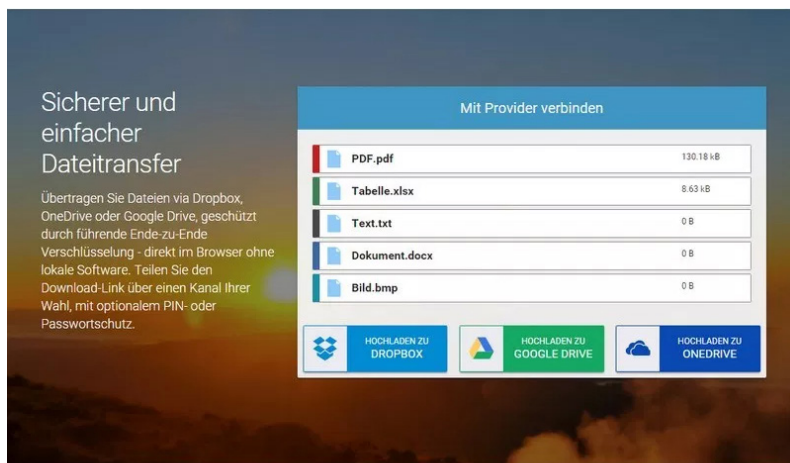 Sicherer und
einfacher
Dateitransfer
Übertragen Sie Dateien via Dropbox,
OneDrive oder Google Drive, geschützt
durch führende Ende-zu-Ende
Verschlüsselung - direkt im Browser ohne
lokale Software. Teilen Sie den
Download-Link über einen Kanal Ihrer
Wahl, mit optionalem PIN- oder
Passwortschutz.
Mit Provider verbinden
PDF.pdf 130.18 kB
Tabelle.xlsx 8.63 kB
Text.txt 0 B
Dokument.docx 0 B
Bild.bmp 0 B
HOCHLADEN ZU
DROPBOX
HOCHLADEN ZU
GOOGLE DRIVE
HOCHLADEN ZU
ONEDRIVE